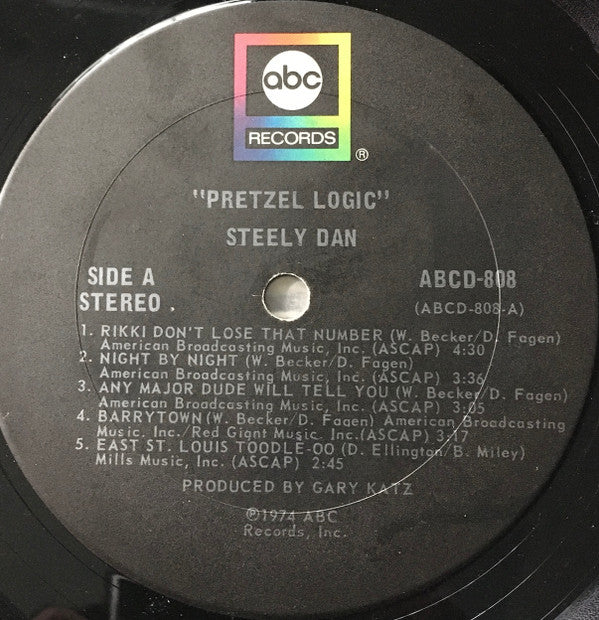 abc
RECORDS
®
"PRETZEL LOGIC"
STEELY DAN
SIDE A
STEREO
ABCD-808
(ABCD-808-A)
1. RIKKI DON'T LOSE THAT NUMBER (W. Becker/D. Fagen)
American Broadcasting Music, Inc. (ASCAP) 4:30
2. NIGHT BY NIGHT (W. Becker/D. Fagen)
American Broadcasting Music, Inc. (ASCAP) 3:36
3. ANY MAJOR DUDE WILL TELL YOU (W. Becker/D. Fagen)
American Broadcasting Music, Inc. (ASCAP) 3:05
4. BARRYTOWN (W. Becker/D. Fagen) American Broadcasting
Music, Inc./Red Giant Music, Inc. (ASCAP) 3:17
5. EAST ST. LOUIS TOODLE-OO (D. Ellington/B. Miley)
Mills Music, Inc. (ASCAP) 2:45
PRODUCED BY GARY KATZ
℗1974 ABC
Records, Inc.